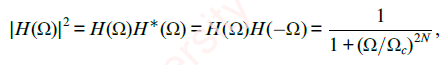 |H(Ω)|² = H(Ω)H*(Ω) = H(Ω)H(−Ω) = 1 / (1 + (Ω/Ω_c)^{2N}),